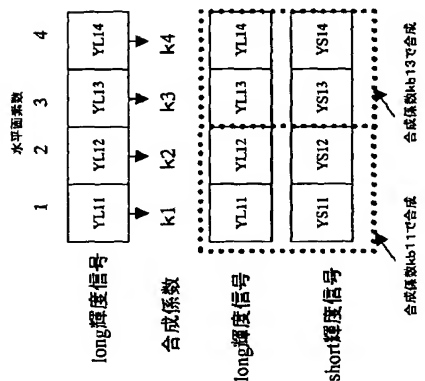 水平画素数
1 2 3 4
long輝度信号 YL11 YL12 YL13 YL14
合成係数 k1 k2 k3 k4
long輝度信号 YL11 YL12 YL13 YL14
short輝度信号 YS11 YS12 YS13 YS14
合成係数kb11で合成 合成係数kb13で合成